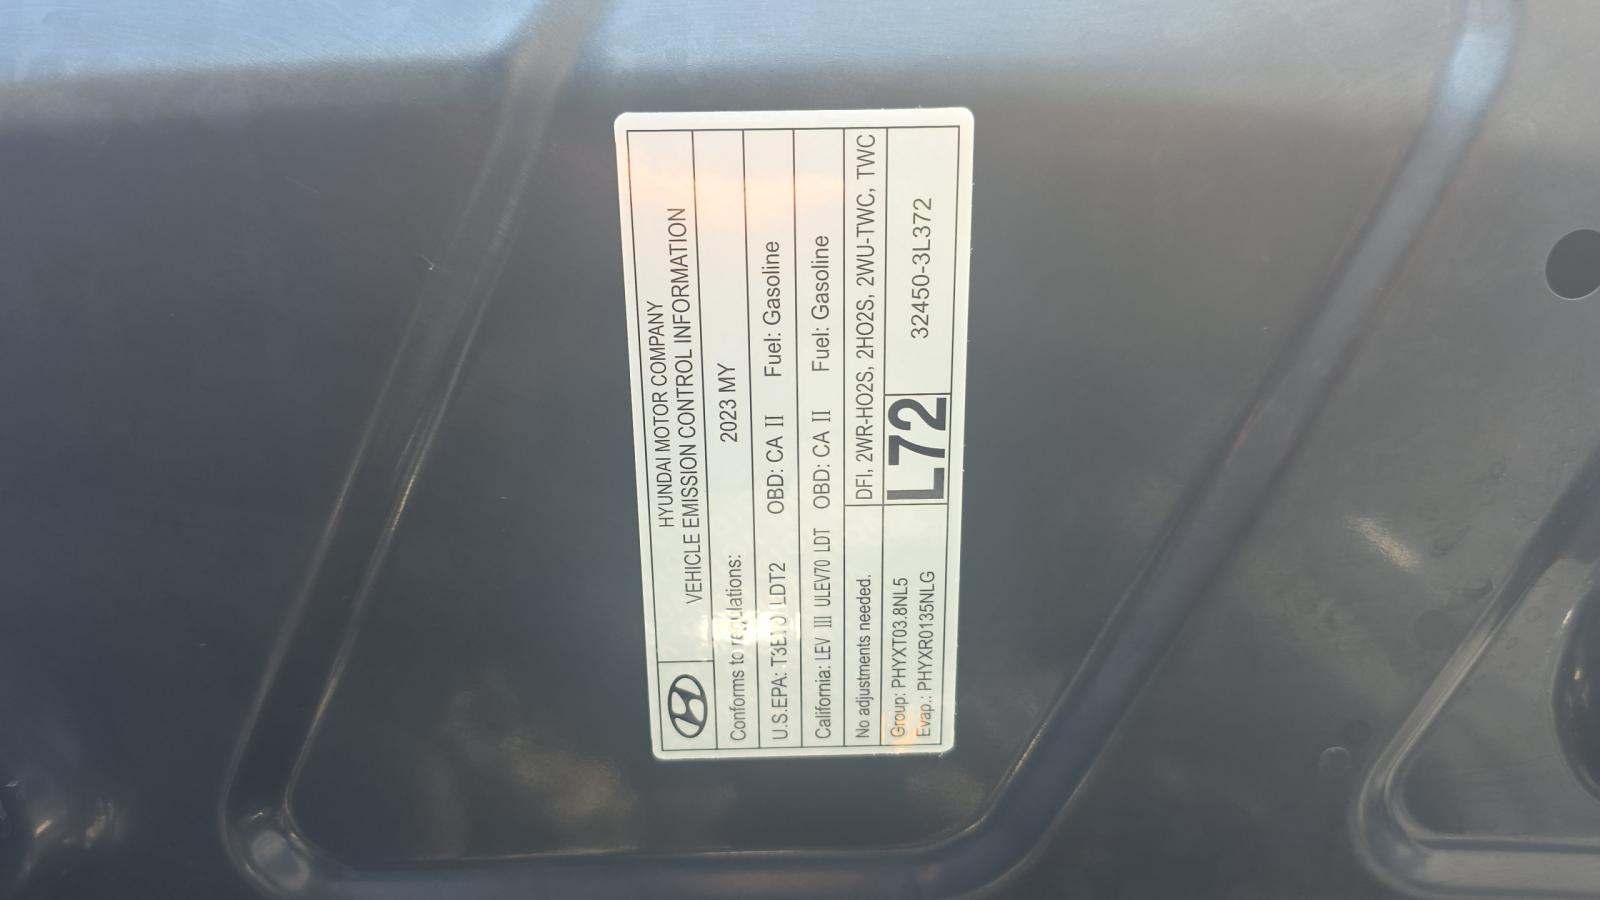 HYUNDAI MOTOR COMPANY
VEHICLE EMISSION CONTROL INFORMATION
Conforms to regulations: 2023 MY
U.S.EPA: LDT2 OBD: CA II Fuel: Gasoline
California: LEV III ULEV70 LDT OBD: CA II Fuel: Gasoline
No adjustments needed. DFI, 2WR-HO2S, 2HO2S, 2WU-TWC, TWC
Group: PHYXT03.8NL5
Evap.: PHYXR0135NLG
L72
32450-3L372